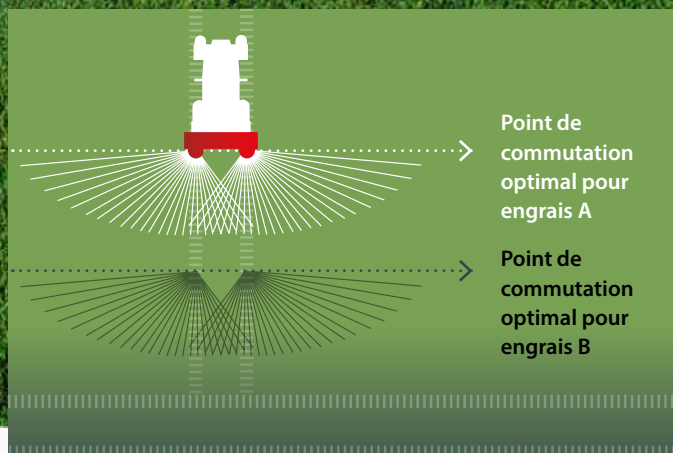 Point de
commutation
optimal pour
engrais A
Point de
commutation
optimal pour
engrais B